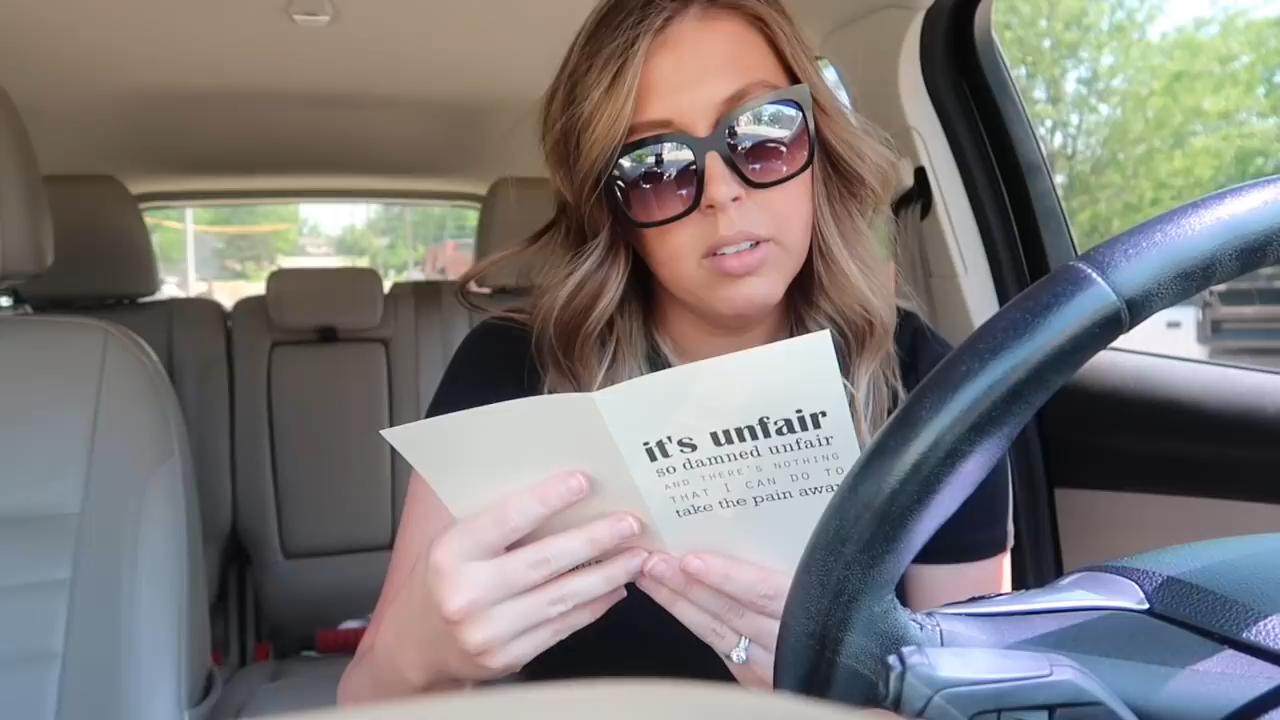 it's unfair
so damned unfair
AND THERE'S NOTHING
THAT I CAN DO TO
take the pain away